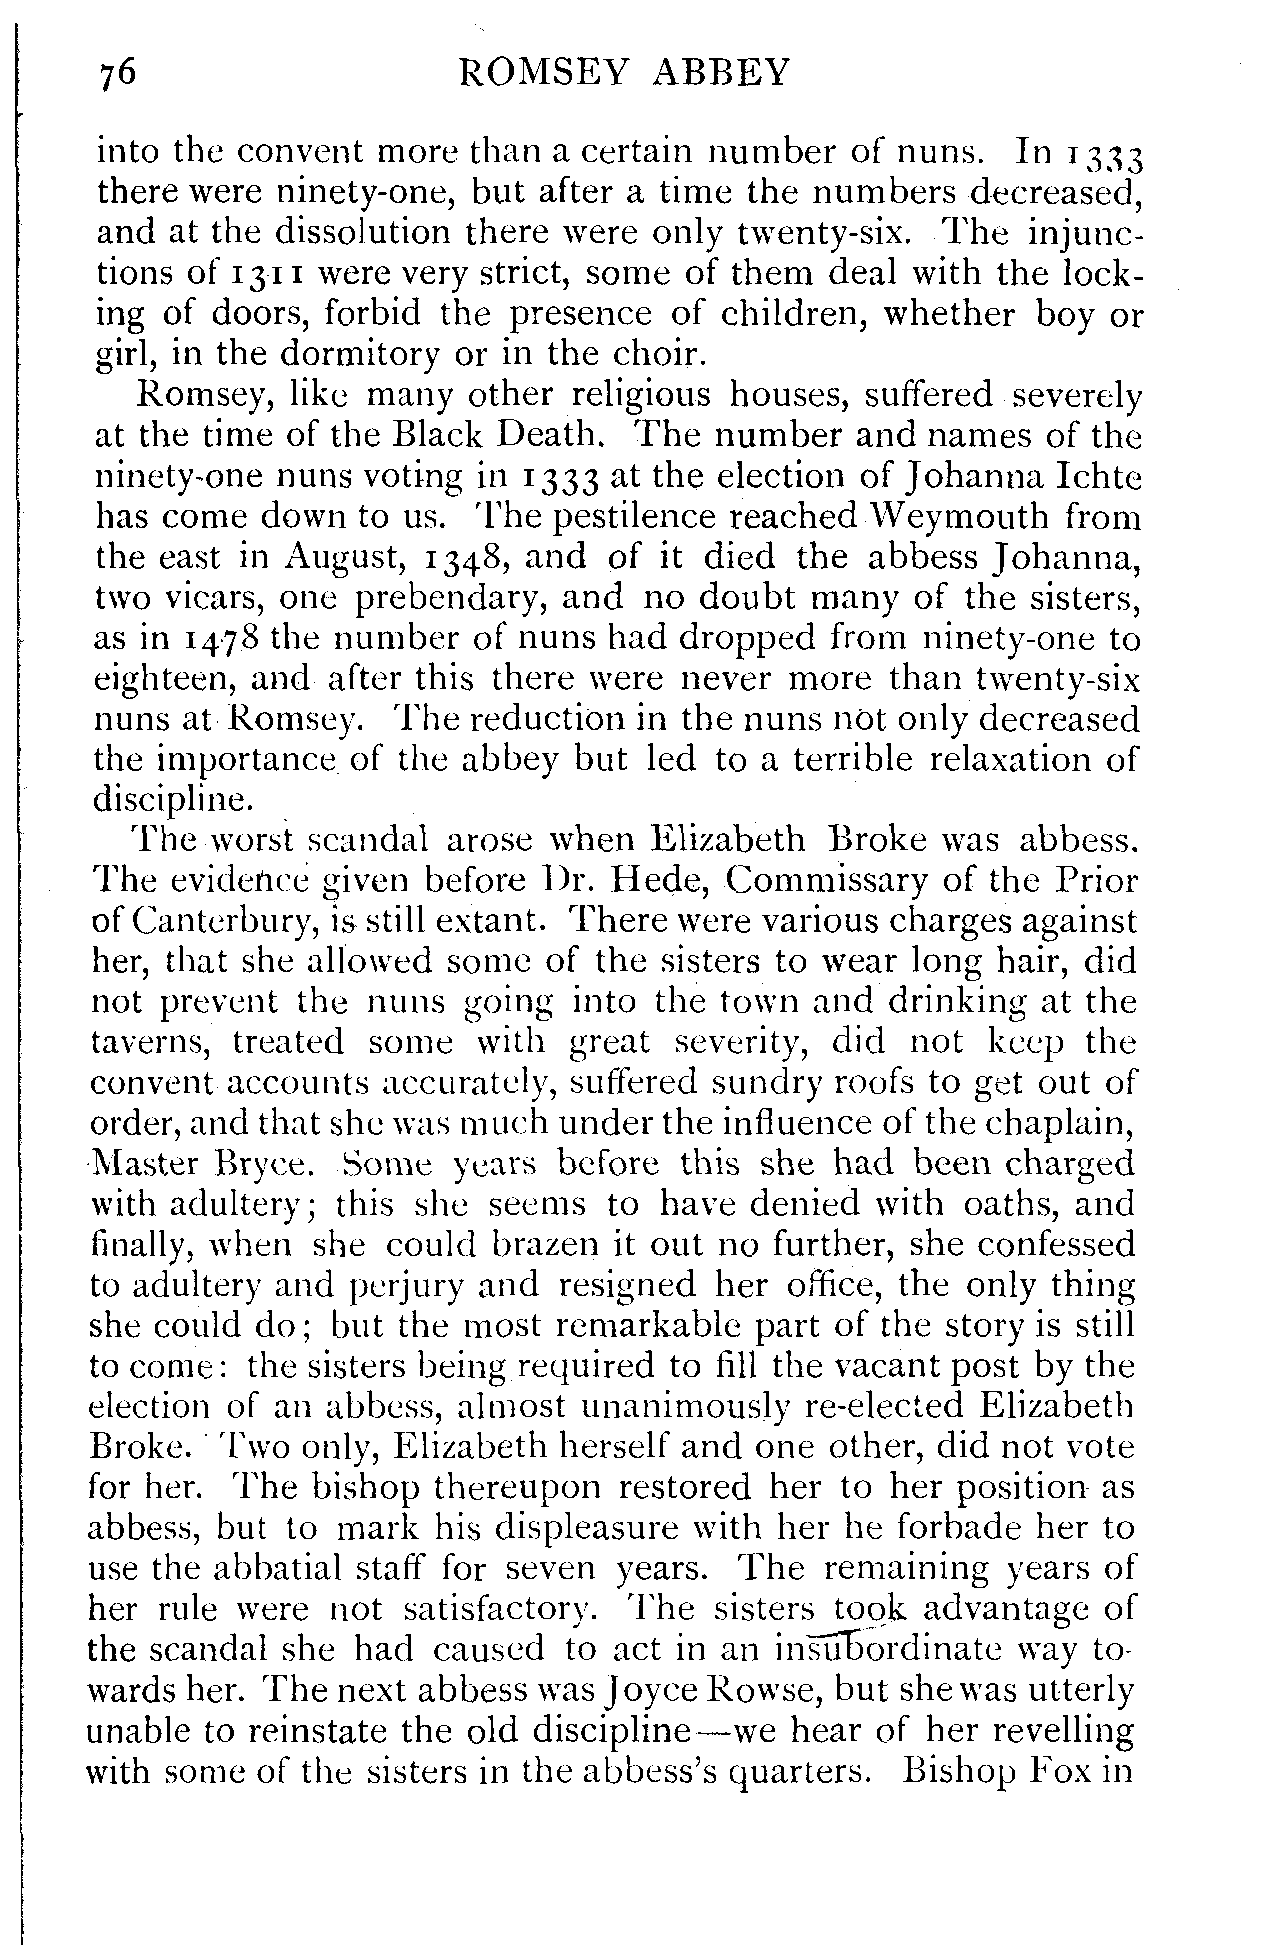 76 ROMSEY ABBEY
into the convent more than a certain number of nuns. In 1333
there were ninety-one, but after a time the numbers decreased,
and at the dissolution there were only twenty-six. The injunc-
tions of 1311 were very strict, some of them deal with the lock-
ing of doors, forbid the presence of children, whether boy or
girl, in the dormitory or in the choir.
Romsey, like many other religious houses, suffered severely
at the time of the Black Death. The number and names of the
ninety-one nuns voting in 1333 at the election of Johanna Ichte
has come down to us. The pestilence reached Weymouth from
the east in August, 1348, and of it died the abbess Johanna,
two vicars, one prebendary, and no doubt many of the sisters,
as in 1478 the number of nuns had dropped from ninety-one to
eighteen, and after this there were never more than twenty-six
nuns at Romsey. The reduction in the nuns not only decreased
the importance of the abbey but led to a terrible relaxation of
discipline.
The worst scandal arose when Elizabeth Broke was abbess.
The evidence given before Dr. Hede, Commissary of the Prior
of Canterbury, is still extant. There were various charges against
her, that she allowed some of the sisters to wear long hair, did
not prevent the nuns going into the town and drinking at the
taverns, treated some with great severity, did not keep the
convent accounts accurately, suffered sundry roofs to get out of
order, and that she was much under the influence of the chaplain,
Master Bryce. Some years before this she had been charged
with adultery; this she seems to have denied with oaths, and
finally, when she could brazen it out no further, she confessed
to adultery and perjury and resigned her office, the only thing
she could do; but the most remarkable part of the story is still
to come: the sisters being required to fill the vacant post by the
election of an abbess, almost unanimously re-elected Elizabeth
Broke. Two only, Elizabeth herself and one other, did not vote
for her. The bishop thereupon restored her to her position as
abbess, but to mark his displeasure with her he forbade her to
use the abbatial staff for seven years. The remaining years of
her rule were not satisfactory. The sisters took advantage of
the scandal she had caused to act in an insubordinate way to-
wards her. The next abbess was Joyce Rowse, but she was utterly
unable to reinstate the old discipline—we hear of her revelling
with some of the sisters in the abbess's quarters. Bishop Fox in